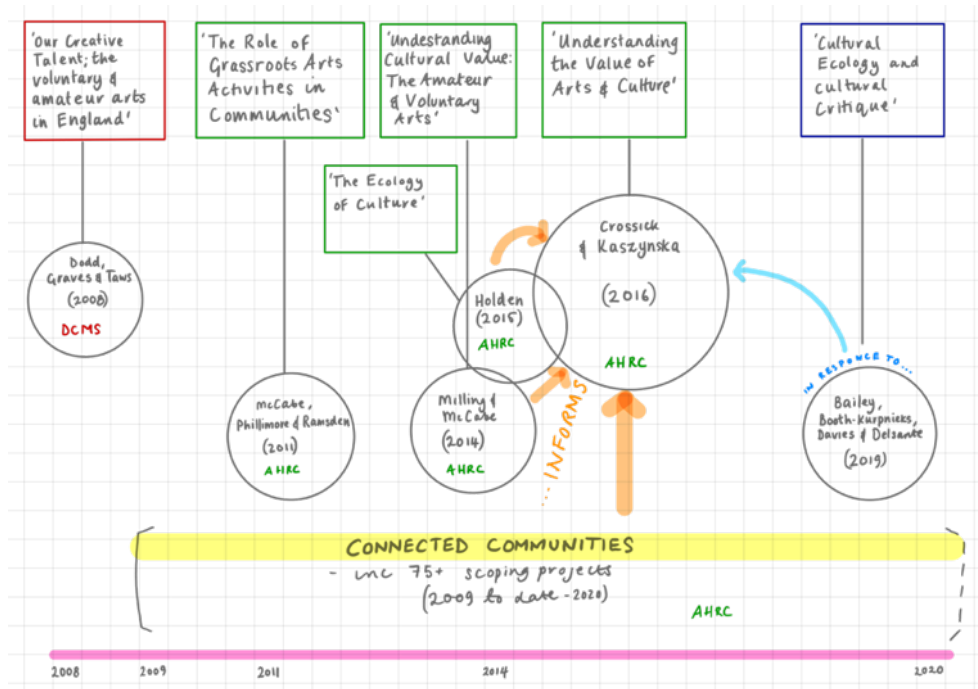 'Our Creative
Talent; the
voluntary &
amateur arts
in England'
'The Role of
Grassroots Arts
Activities in
Communities'
'Undestanding
Cultural Value:
The Amateur
& Voluntary
Arts'
'Understanding
the Value of
Arts & Culture'
'Cultural
Ecology and
cultural
Critique'
'The Ecology
of Culture'
Dodd,
Graves & Taws
(2008)
DCMS
McCabe,
Phillimore & Ramsden
(2011)
AHRC
Holden
(2015)
AHRC
Milling &
McCabe
(2014)
AHRC
Crossick
& Kaszynska
(2016)
AHRC
...INFORMS
IN RESPONCE TO...
Bailey,
Booth-Kurpnieks,
Davies & Delsante
(2019)
CONNECTED COMMUNITIES
- inc 75+ scoping projects
(2009 to date - 2020)
AHRC
2008 2009 2011 2014 2020